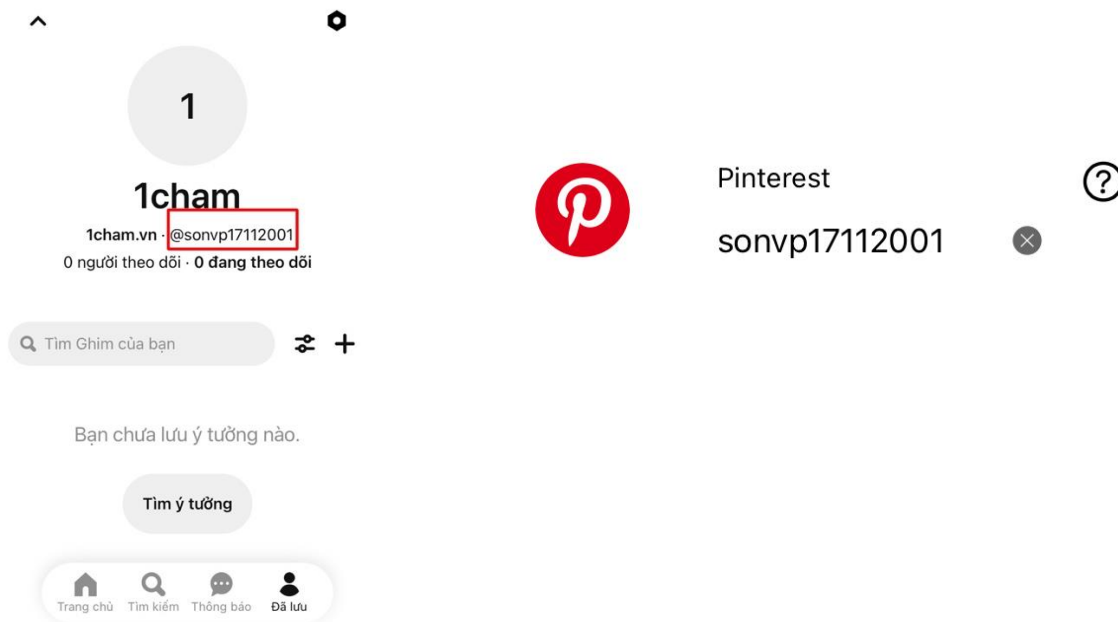 1
1cham
1cham.vn · @sonvp17112001
0 người theo dõi · 0 đang theo dõi
Tìm Ghim của bạn
Bạn chưa lưu ý tưởng nào.
Tìm ý tưởng
Trang chủ Tìm kiếm Thông báo Đã lưu
Pinterest
sonvp17112001